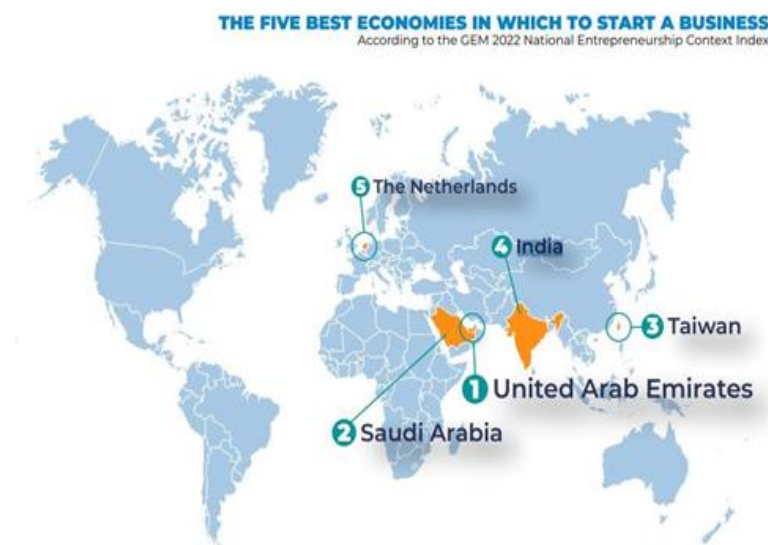 THE FIVE BEST ECONOMIES IN WHICH TO START A BUSINESS
According to the GEM 2022 National Entrepreneurship Context Index
5 The Netherlands
4 India
3 Taiwan
1 United Arab Emirates
2 Saudi Arabia